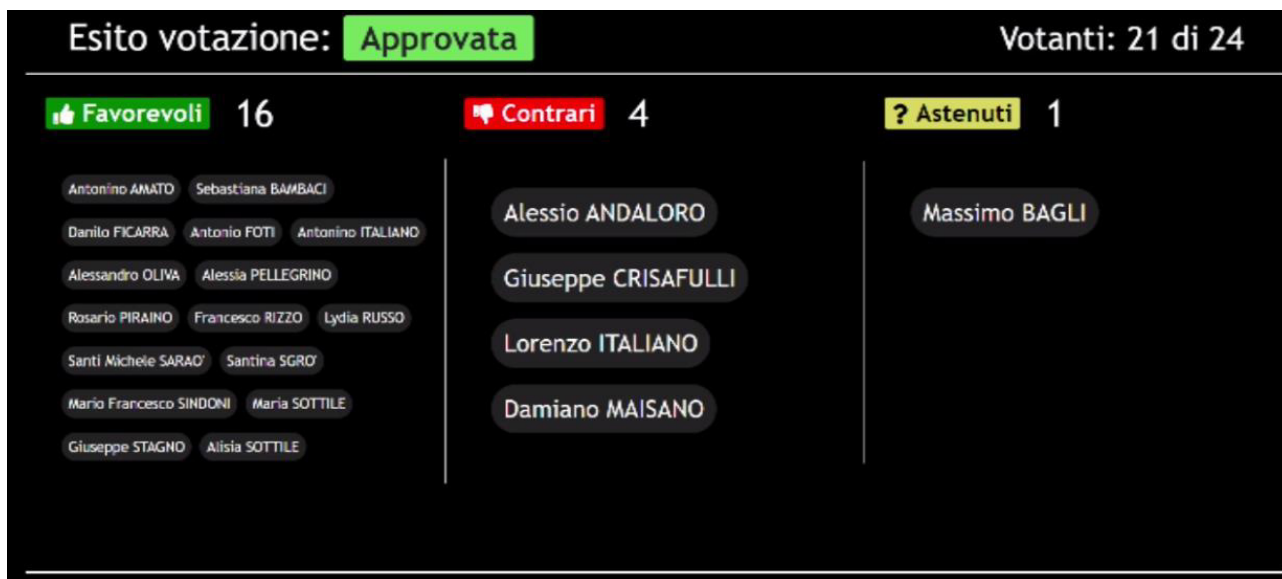 Esito votazione: Approvata
Votanti: 21 di 24
Favorevoli 16
Antonino AMATO Sebastiana BAMBACI
Danilo FICARRA Antonio FOTI Antonino ITALIANO
Alessandro OLIVA Alessia PELLEGRINO
Rosario PIRAINO Francesco RIZZO Lydia RUSSO
Santi Michele SARAO' Santina SGRO'
Mario Francesco SINDONI Maria SOTTILE
Giuseppe STAGNO Alisia SOTTILE
Contrari 4
Alessio ANDALORO
Giuseppe CRISAFULLI
Lorenzo ITALIANO
Damiano MAISANO
? Astenuti 1
Massimo BAGLI